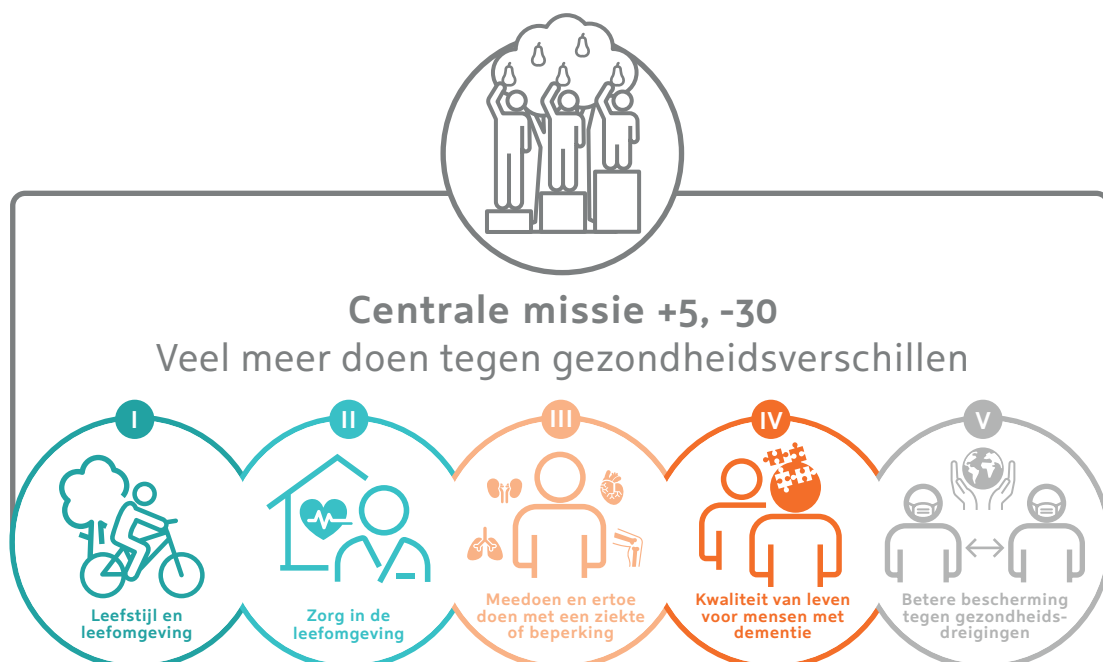 Centrale missie +5, -30
Veel meer doen tegen gezondheidsverschillen
I
Leefstijl en
leefomgeving
II
Zorg in de
leefomgeving
III
Meedoen en ertoe
doen met een ziekte
of beperking
IV
Kwaliteit van leven
voor mensen met
dementie
V
Betere bescherming
tegen gezondheids-
dreigingen